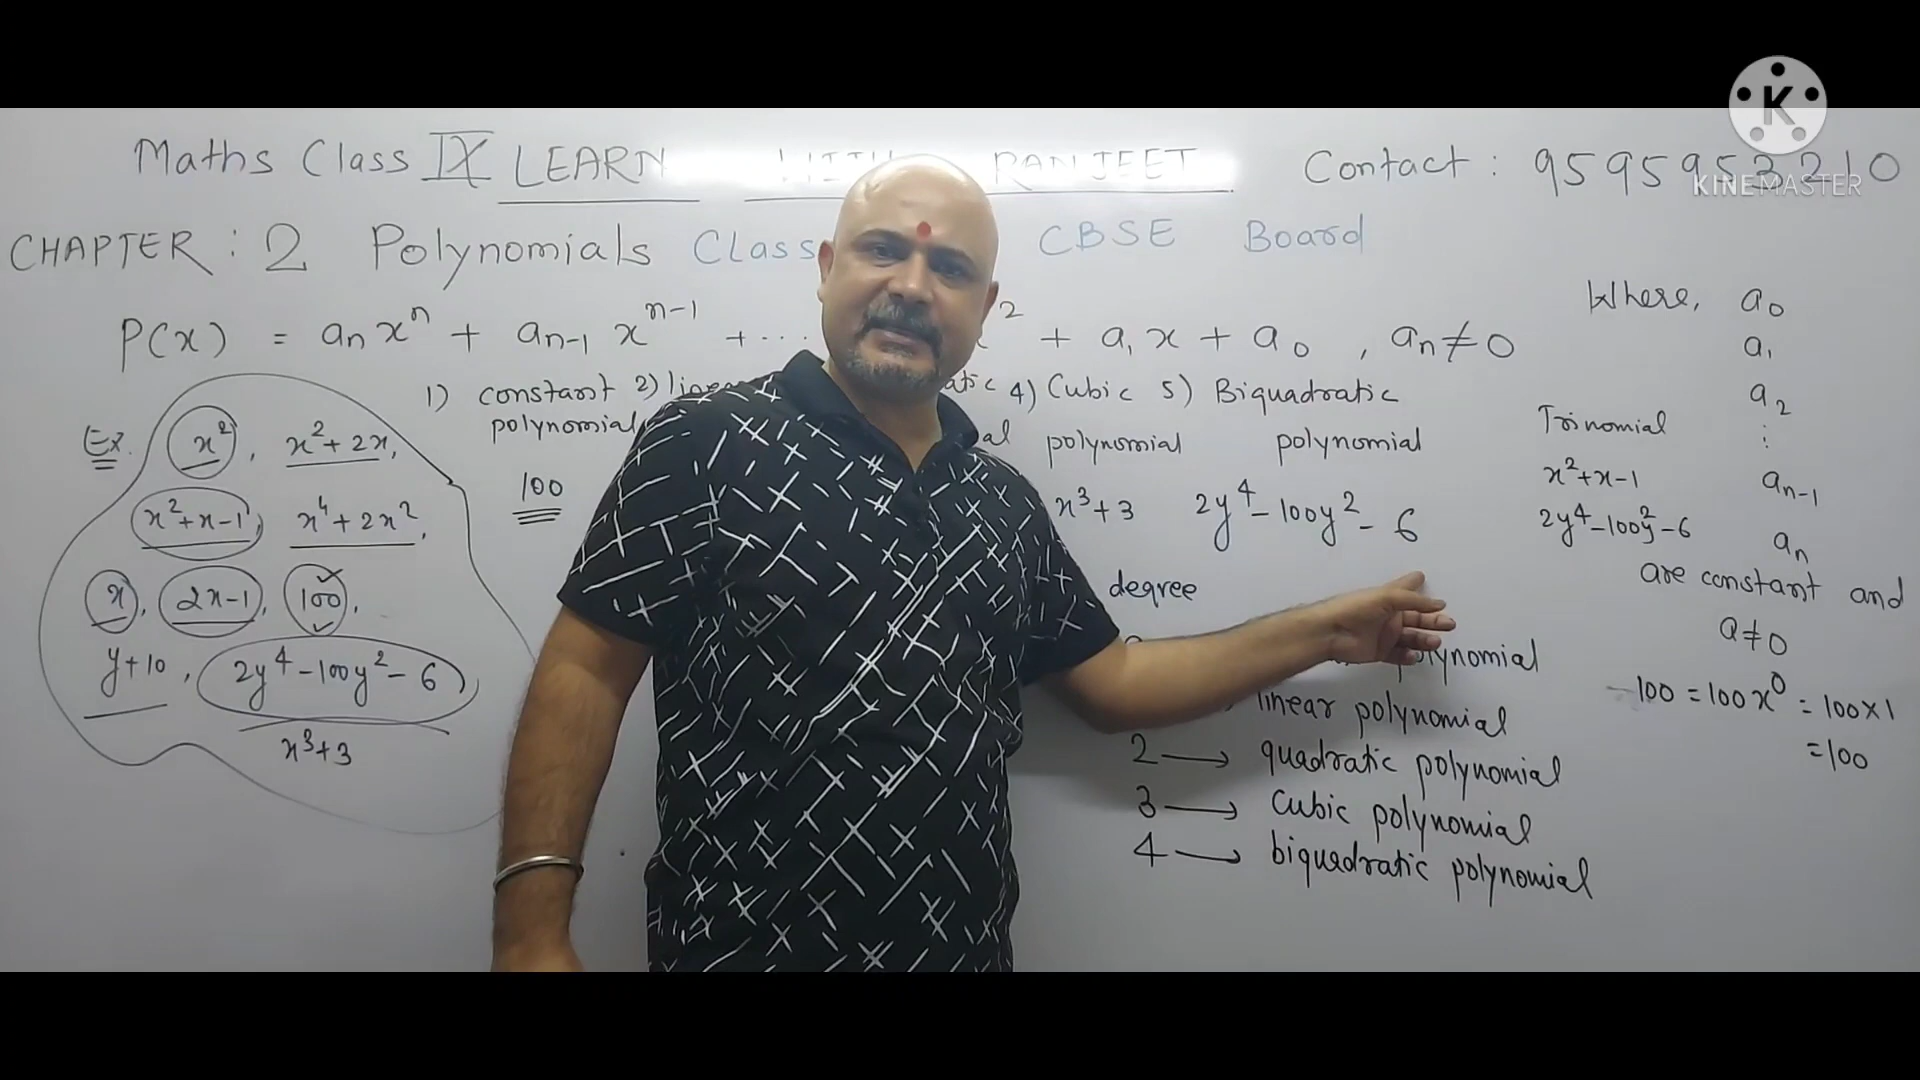 Maths Class IX LEARN WITH RANJEET Contact : 9595953210
K
KINEMASTER
CHAPTER : 2 Polynomials Class CBSE Board
P(x) = aₙxⁿ + aₙ₋₁ xⁿ⁻¹ + ... ² + a₁x + a₀ , aₙ≠0
Where, a₀
a₁
a₂
⋮
aₙ₋₁
aₙ
are constant and
a≠0
1) constant 2) linear 4) Cubic 5) Biquadratic
polynomial polynomial polynomial
100 x³+3 2y⁴-100y²-6
Trinomial
x²+x-1
2y⁴-100y²-6
Ex. x² , x²+2x,
x²+x-1, x⁴+2x²,
x, 2x-1, 100,
y+10, 2y⁴-100y²-6
x³+3
degree
polynomial
linear polynomial
2 → quadratic polynomial
3 → cubic polynomial
4 → biquadratic polynomial
100 = 100x⁰ = 100×1
=100